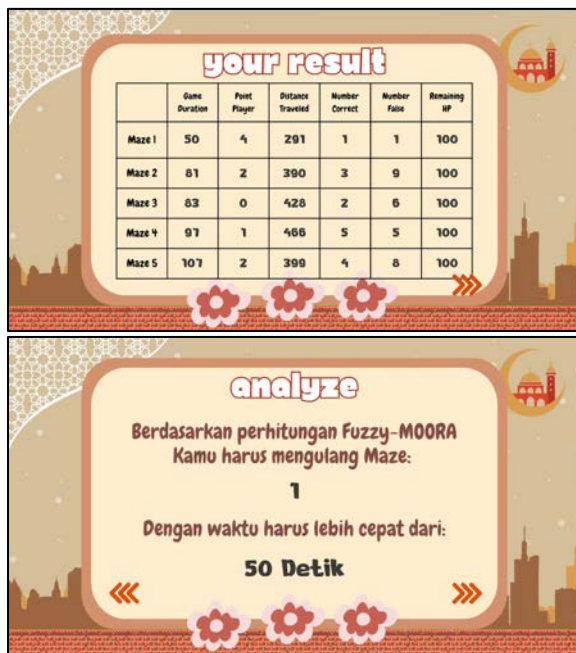 your result
Game Duration Point Player Distance Traveled Number Correct Number False Remaining HP
Maze 1 50 4 291 1 1 100
Maze 2 81 2 390 3 9 100
Maze 3 83 0 428 2 6 100
Maze 4 97 1 466 5 5 100
Maze 5 107 2 399 4 8 100
analyze
Berdasarkan perhitungan Fuzzy-MOORA
Kamu harus mengulang Maze:
1
Dengan waktu harus lebih cepat dari:
50 Detik